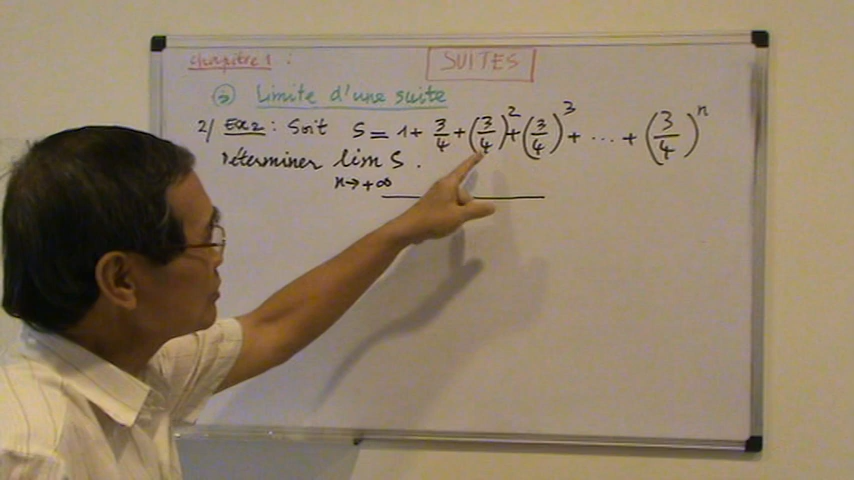 chapitre 1 : SUITES
⑤ Limite d'une suite
2/ Ex2 : Soit S = 1 + 3/4 + (3/4)² + (3/4)³ + ... + (3/4)ⁿ
Déterminer lim S .
n→+∞